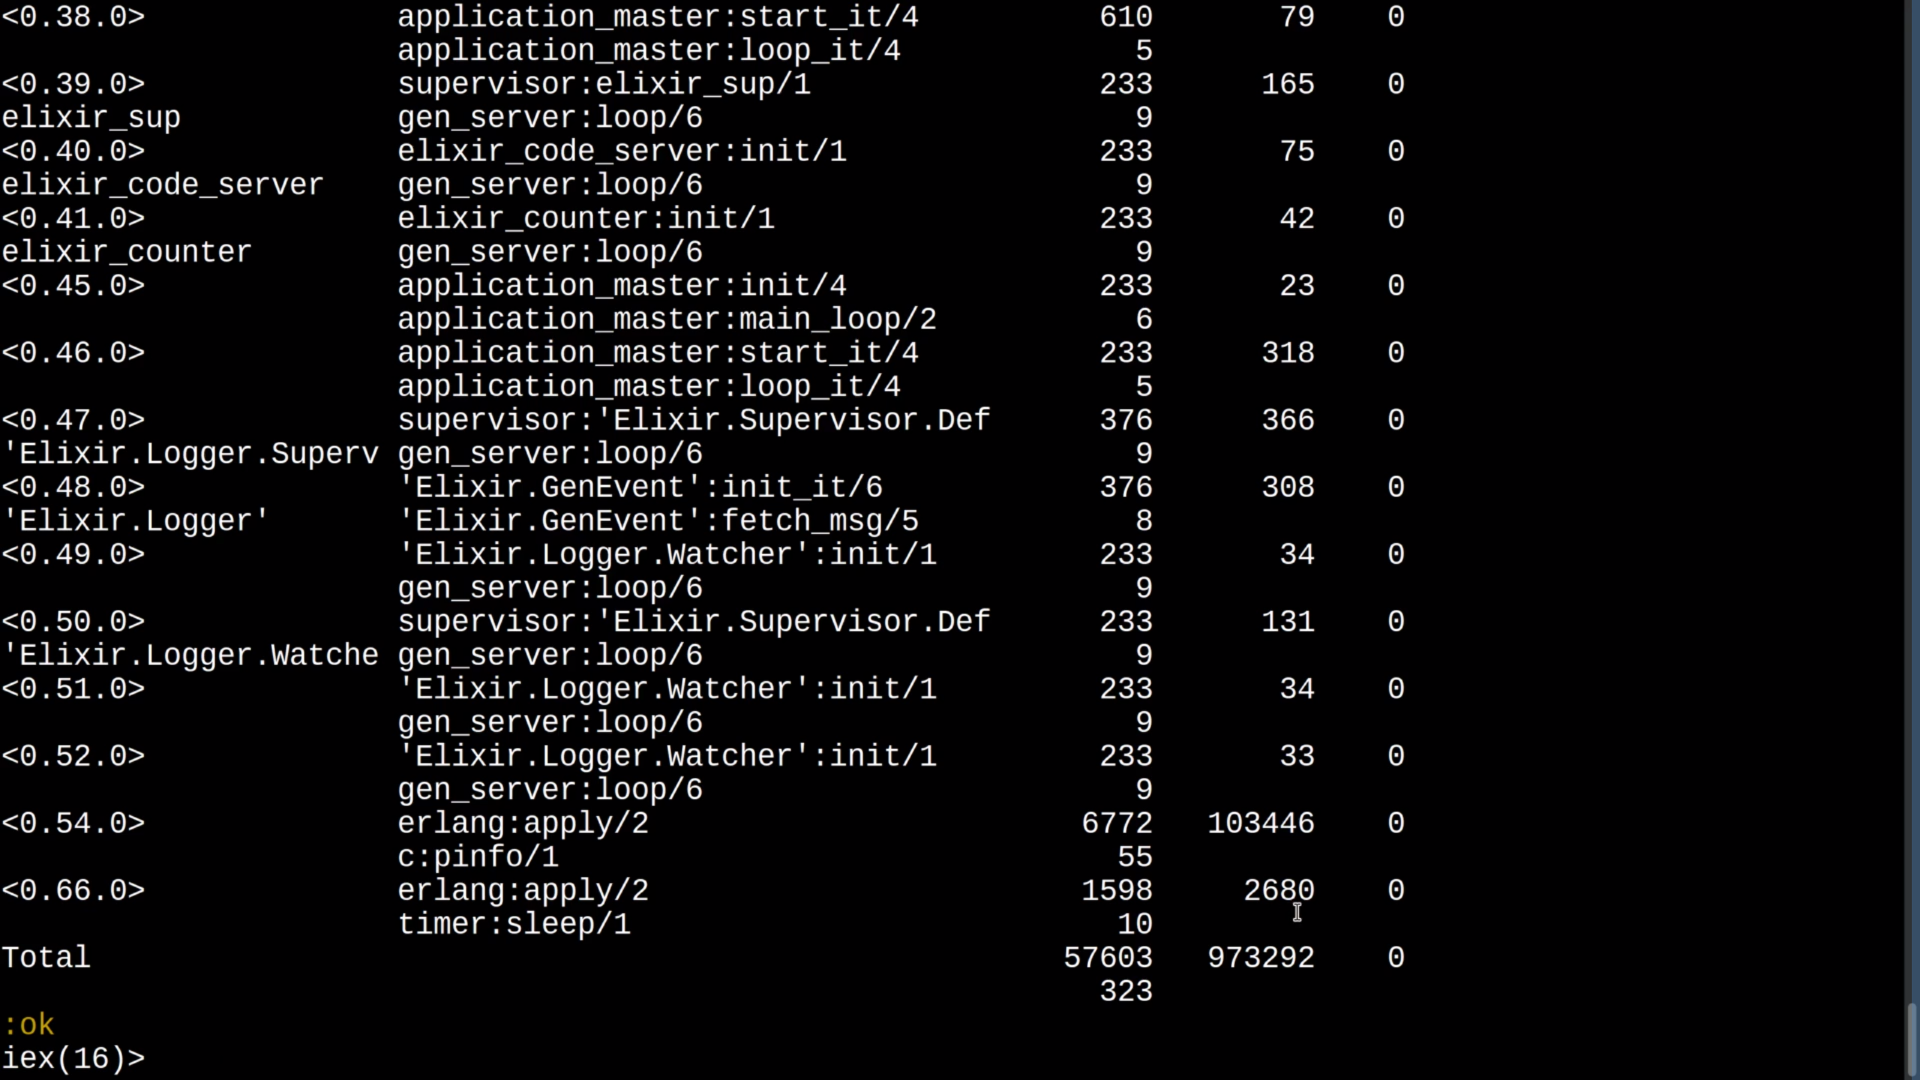 <0.38.0> application_master:start_it/4 610 79 0
application_master:loop_it/4 5
<0.39.0> supervisor:elixir_sup/1 233 165 0
elixir_sup gen_server:loop/6 9
<0.40.0> elixir_code_server:init/1 233 75 0
elixir_code_server gen_server:loop/6 9
<0.41.0> elixir_counter:init/1 233 42 0
elixir_counter gen_server:loop/6 9
<0.45.0> application_master:init/4 233 23 0
application_master:main_loop/2 6
<0.46.0> application_master:start_it/4 233 318 0
application_master:loop_it/4 5
<0.47.0> supervisor:'Elixir.Supervisor.Def 376 366 0
'Elixir.Logger.Superv gen_server:loop/6 9
<0.48.0> 'Elixir.GenEvent':init_it/6 376 308 0
'Elixir.Logger' 'Elixir.GenEvent':fetch_msg/5 8
<0.49.0> 'Elixir.Logger.Watcher':init/1 233 34 0
gen_server:loop/6 9
<0.50.0> supervisor:'Elixir.Supervisor.Def 233 131 0
'Elixir.Logger.Watche gen_server:loop/6 9
<0.51.0> 'Elixir.Logger.Watcher':init/1 233 34 0
gen_server:loop/6 9
<0.52.0> 'Elixir.Logger.Watcher':init/1 233 33 0
gen_server:loop/6 9
<0.54.0> erlang:apply/2 6772 103446 0
c:pinfo/1 55
<0.66.0> erlang:apply/2 1598 2680 0
timer:sleep/1 10
Total 57603 973292 0
323
:ok
iex(16)>